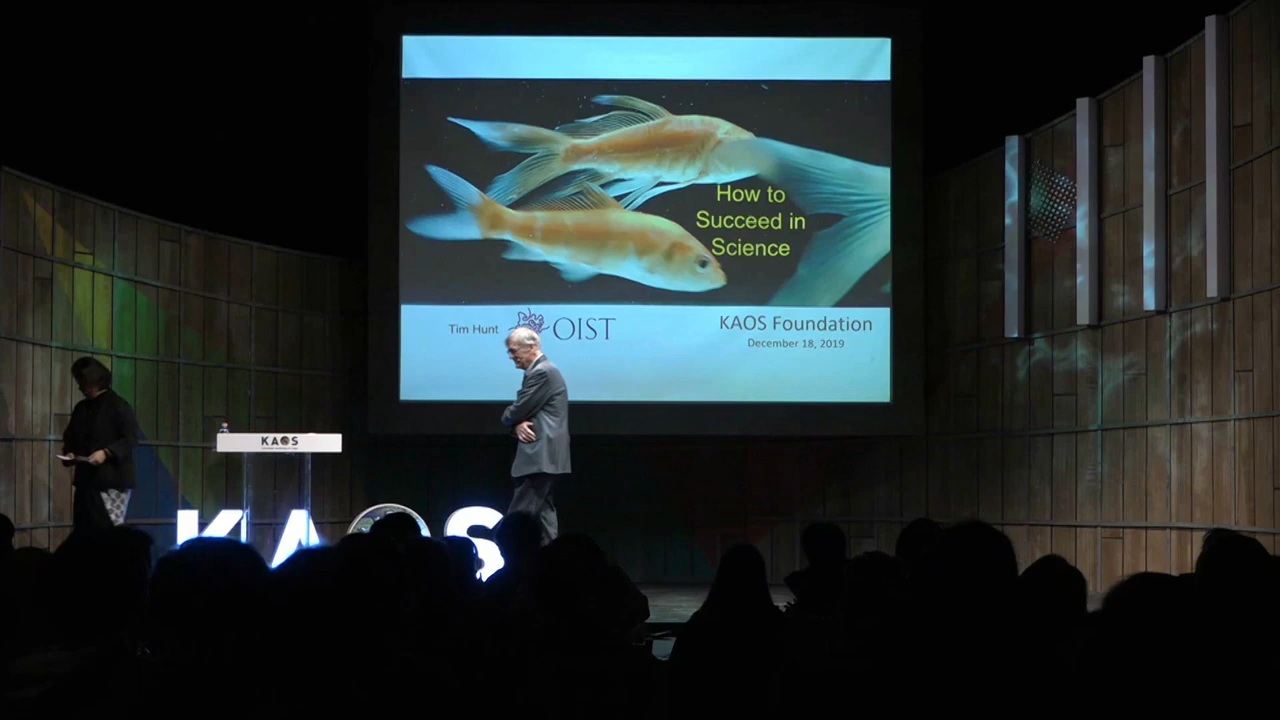 How to
Succeed in
Science
Tim Hunt
OIST
KAOS Foundation
December 18, 2019
KAOS
KAOS